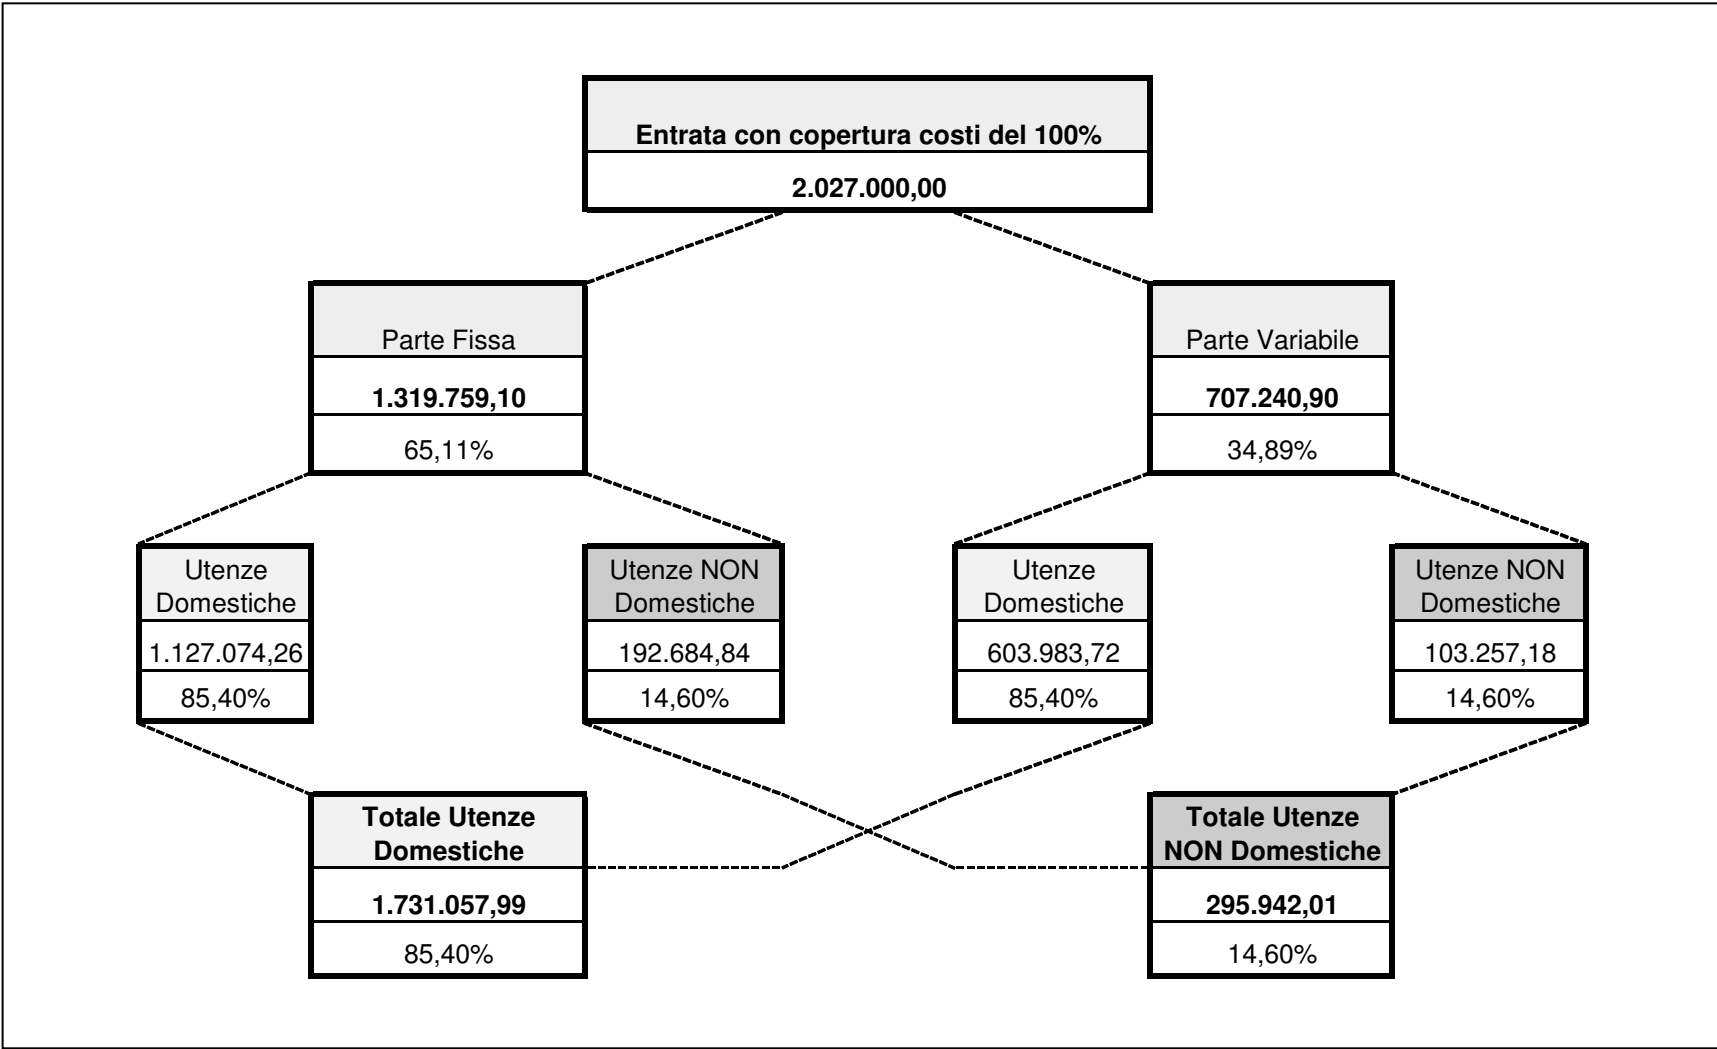 Entrata con copertura costi del 100%
2.027.000,00
Parte Fissa
1.319.759,10
65,11%
Parte Variabile
707.240,90
34,89%
Utenze
Domestiche
1.127.074,26
85,40%
Utenze NON
Domestiche
192.684,84
14,60%
Utenze
Domestiche
603.983,72
85,40%
Utenze NON
Domestiche
103.257,18
14,60%
Totale Utenze
Domestiche
1.731.057,99
85,40%
Totale Utenze
NON Domestiche
295.942,01
14,60%